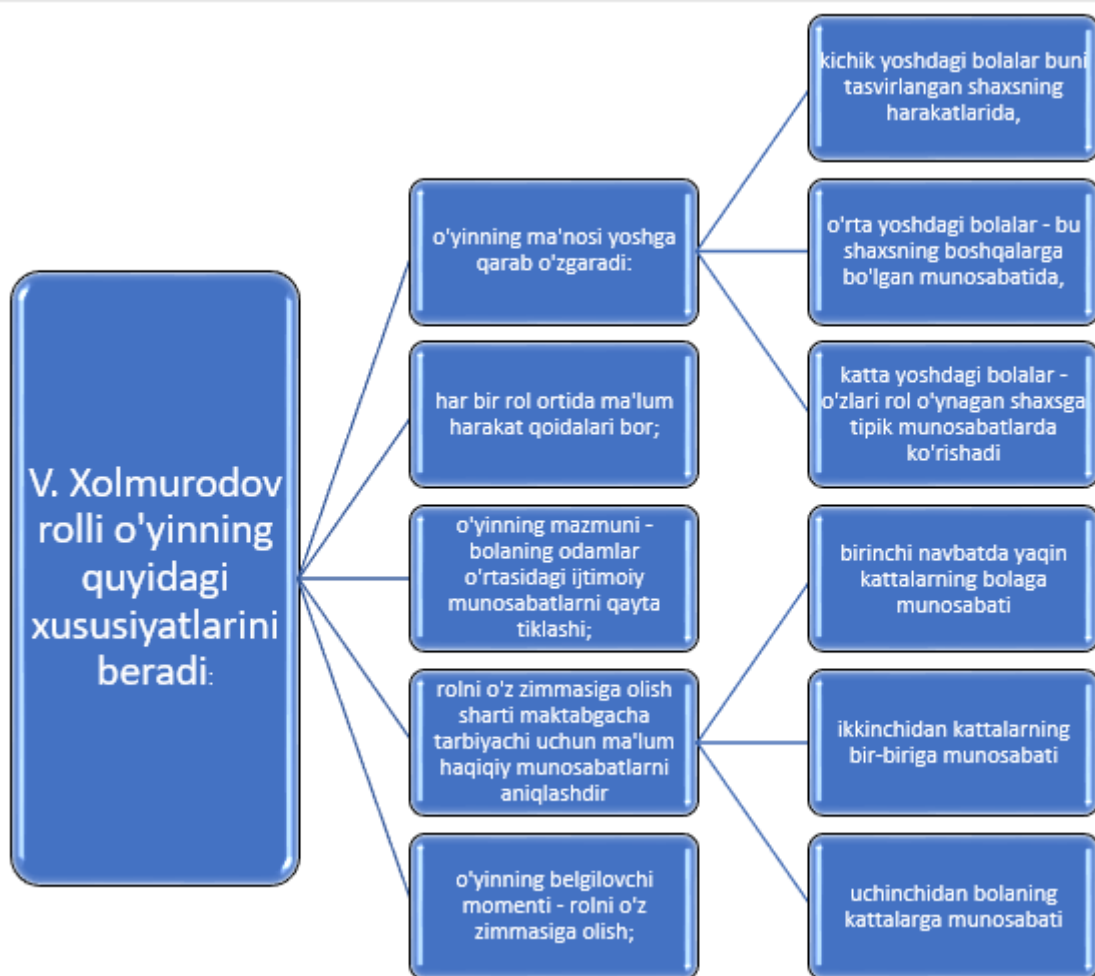 V. Xolmurodov
rolli o'yinning
quyidagi
xususiyatlarini
beradi:
o'yinning ma'nosi yoshga
qarab o'zgaradi:
kichik yoshdagi bolalar buni
tasvirlangan shaxsning
harakatlarida,
o'rta yoshdagi bolalar - bu
shaxsning boshqalarga
bo'lgan munosabatida,
katta yoshdagi bolalar -
o'zlari rol o'ynagan shaxsga
tipik munosabatlarda
ko'rishadi
har bir rol ortida ma'lum
harakat qoidalari bor;
o'yinning mazmuni -
bolaning odamlar
o'rtasidagi ijtimoiy
munosabatlarni qayta
tiklashi;
rolni o'z zimmasiga olish
sharti maktabgacha
tarbiyachi uchun ma'lum
haqiqiy munosabatlarni
aniqlashdir
birinchi navbatda yaqin
kattalarning bolaga
munosabati
ikkinchidan kattalarning
bir-biriga munosabati
uchinchidan bolaning
kattalarga munosabati
o'yinning belgilovchi
momenti - rolni o'z
zimmasiga olish;